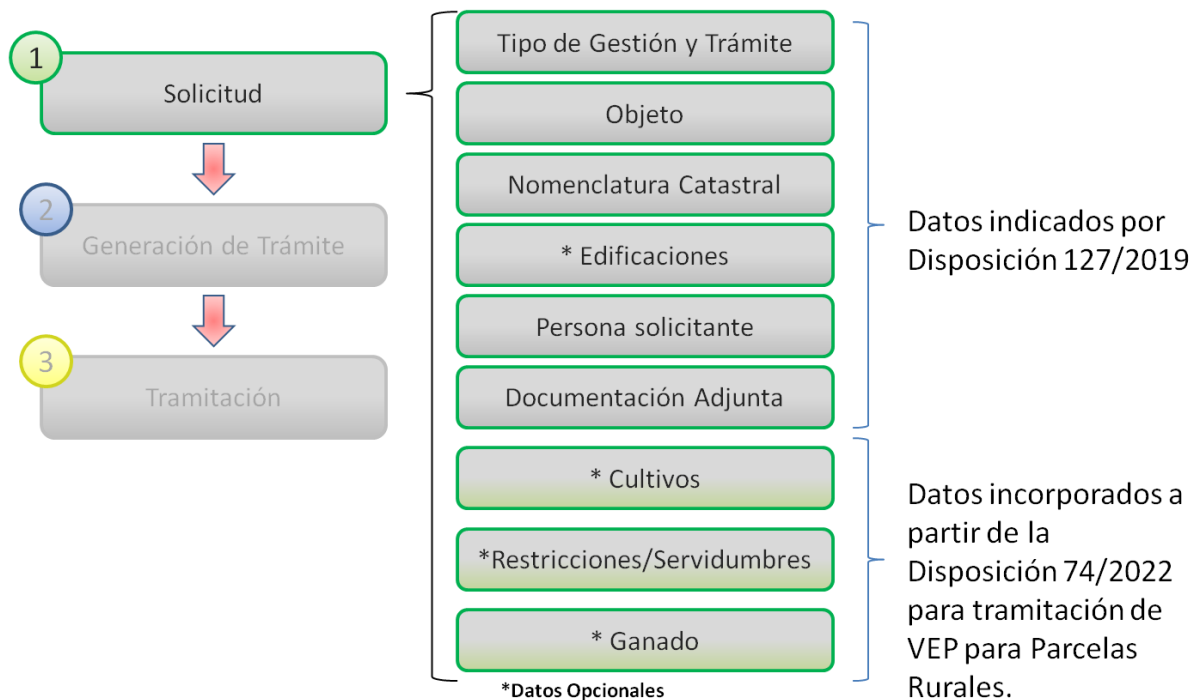 1
Solicitud
2
Generación de Trámite
3
Tramitación
Tipo de Gestión y Trámite
Objeto
Nomenclatura Catastral
* Edificaciones
Persona solicitante
Documentación Adjunta
* Cultivos
*Restricciones/Servidumbres
* Ganado
*Datos Opcionales
Datos indicados por
Disposición 127/2019
Datos incorporados a
partir de la
Disposición 74/2022
para tramitación de
VEP para Parcelas
Rurales.